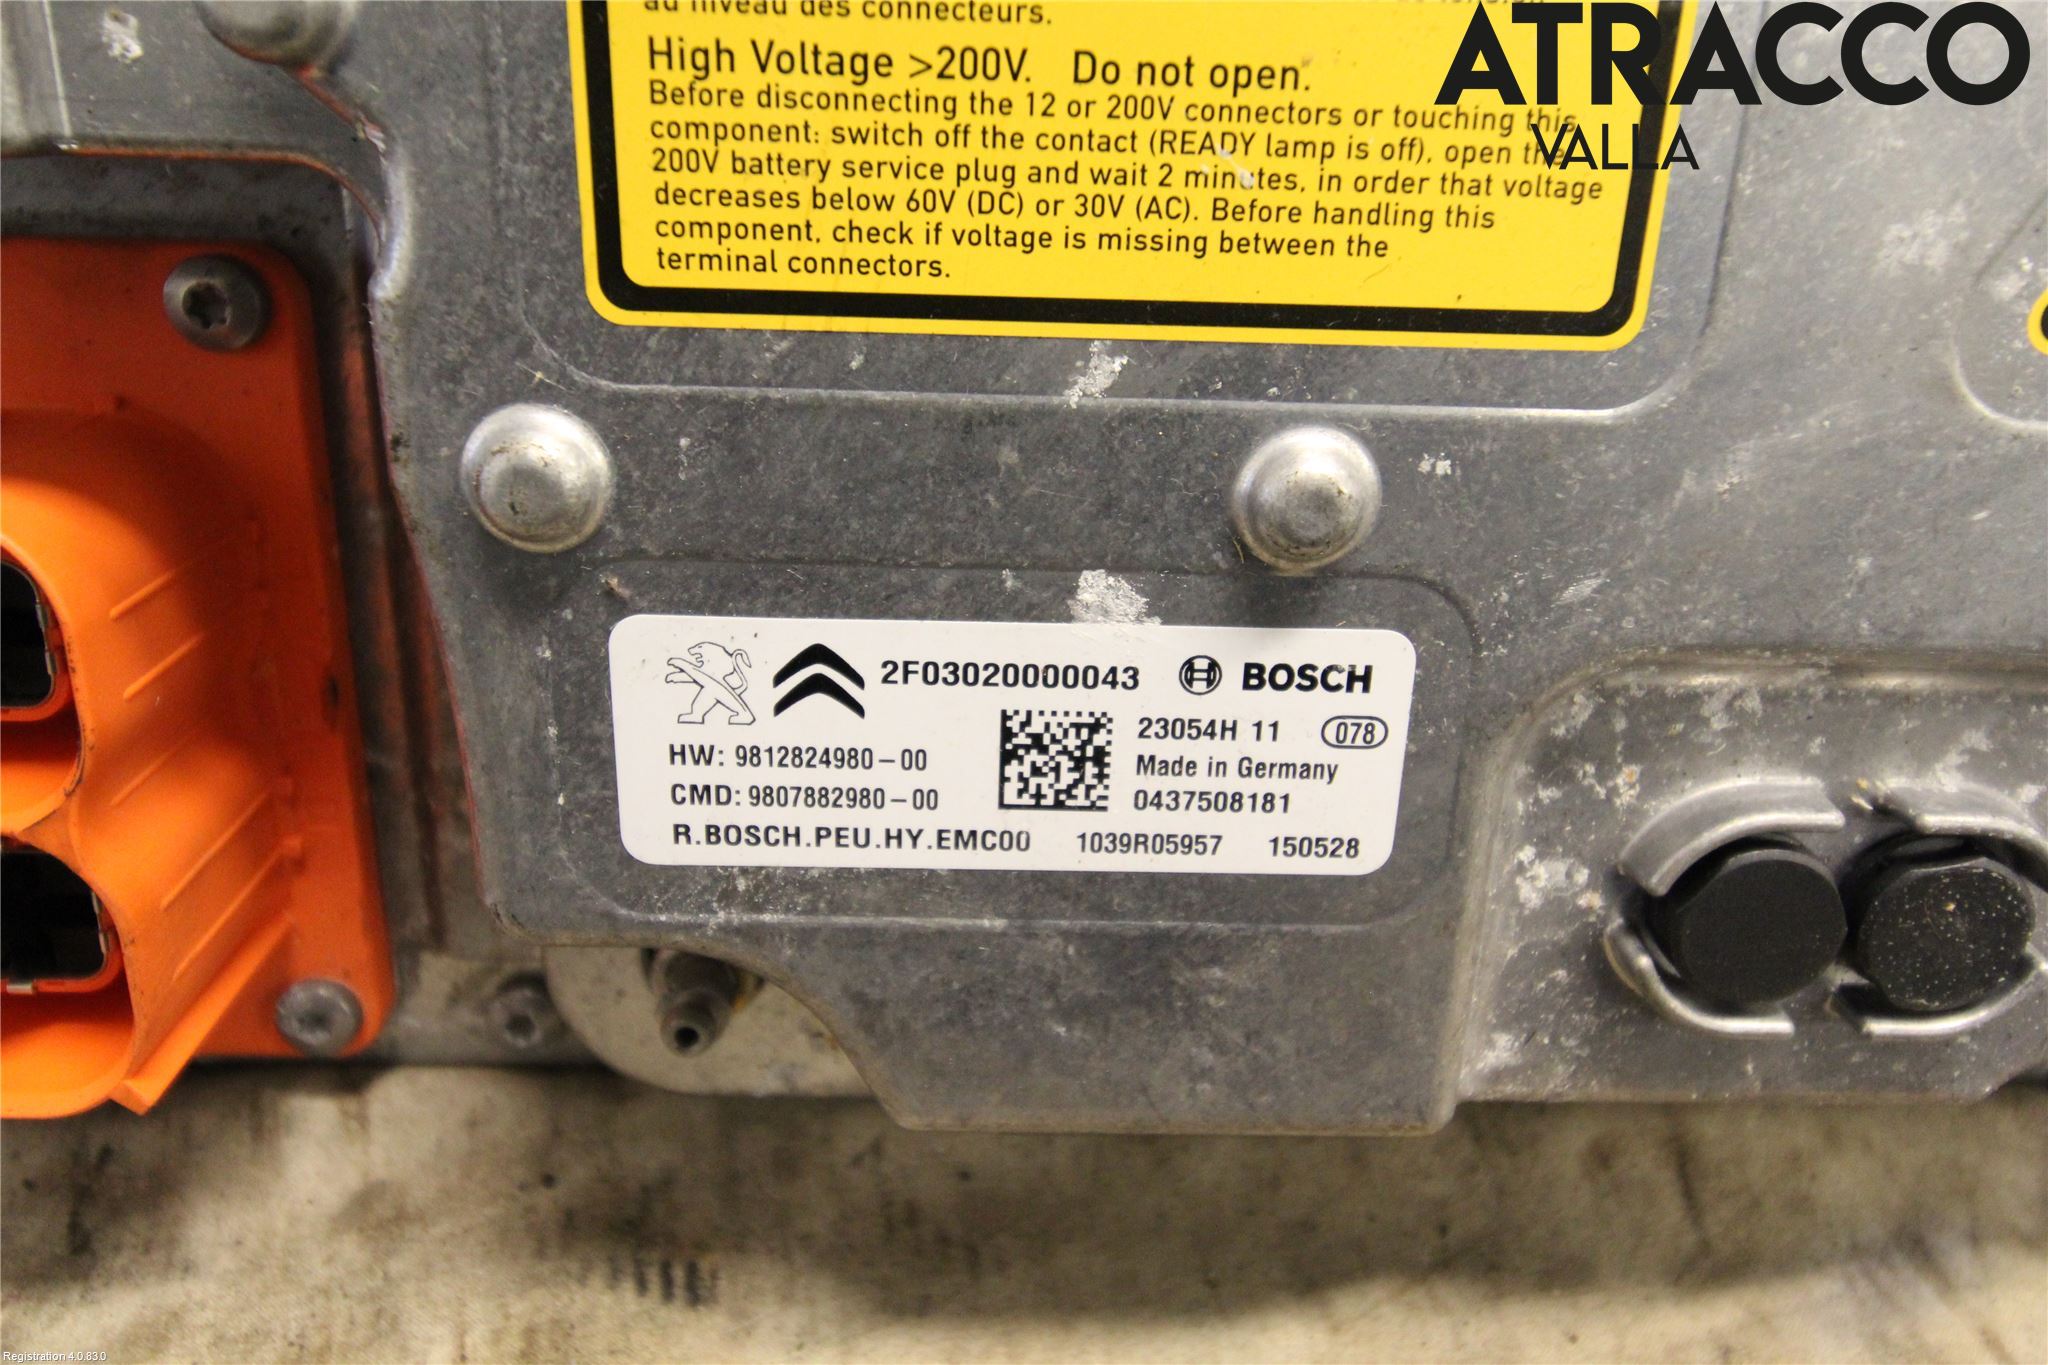 au niveau des connecteurs.
High Voltage >200V. Do not open.
Before disconnecting the 12 or 200V connectors or touching this
component: switch off the contact (READY lamp is off), open the
200V battery service plug and wait 2 minutes, in order that voltage
decreases below 60V (DC) or 30V (AC). Before handling this
component, check if voltage is missing between the
terminal connectors.
ATRACCO
VALLA
2F03020000043 BOSCH
23054H 11 078
HW: 9812824980-00 Made in Germany
CMD: 9807882980-00 0437508181
R.BOSCH.PEU.HY.EMC00 1039R05957 150528
Registration 4.0.83.0